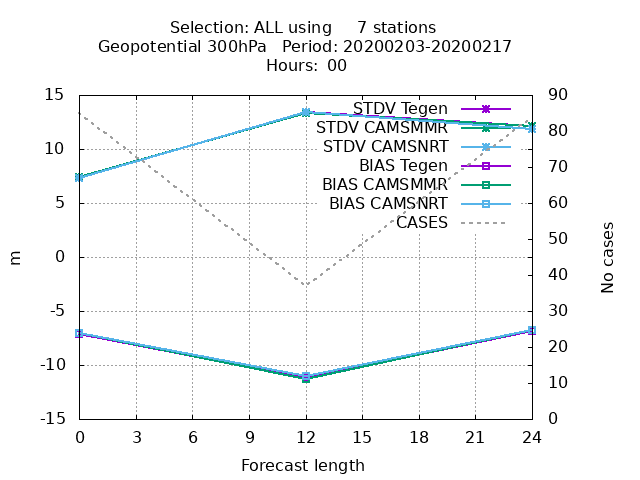 Selection: ALL using     7 stations
Geopotential 300hPa   Period: 20200203-20200217
Hours: 00
15
10
5
0
-5
-10
-15
m
90
80
70
60
50
40
30
20
10
0
No cases
STDV Tegen
STDV CAMSMMR
STDV CAMSNRT
BIAS Tegen
BIAS CAMSMMR
BIAS CAMSNRT
CASES
0 3 6 9 12 15 18 21 24
Forecast length